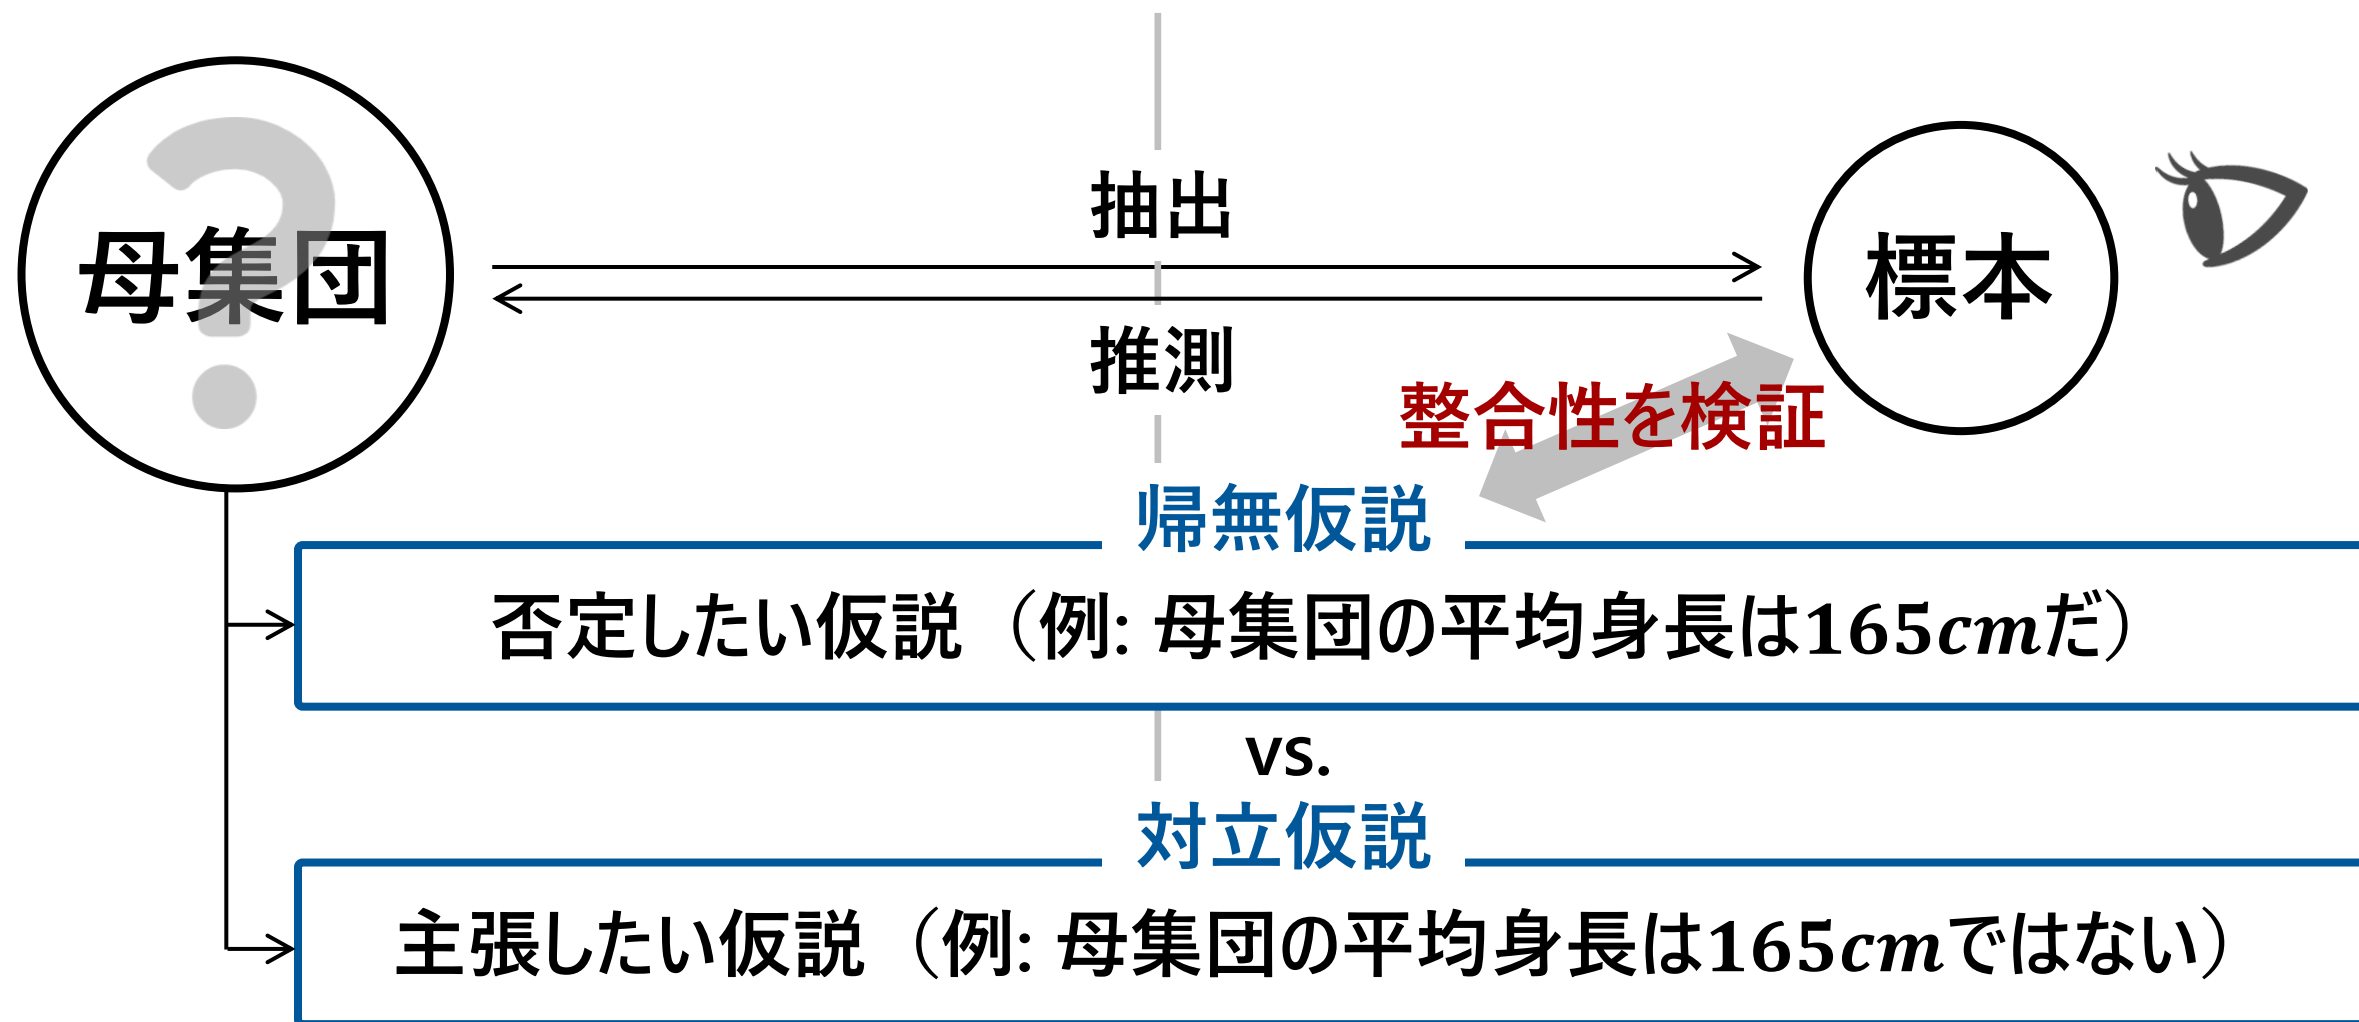 抽出
母集団
標本
推測
整合性を検証
帰無仮説
否定したい仮説（例: 母集団の平均身長は165cmだ）
vs.
対立仮説
主張したい仮説（例: 母集団の平均身長は165cmではない）